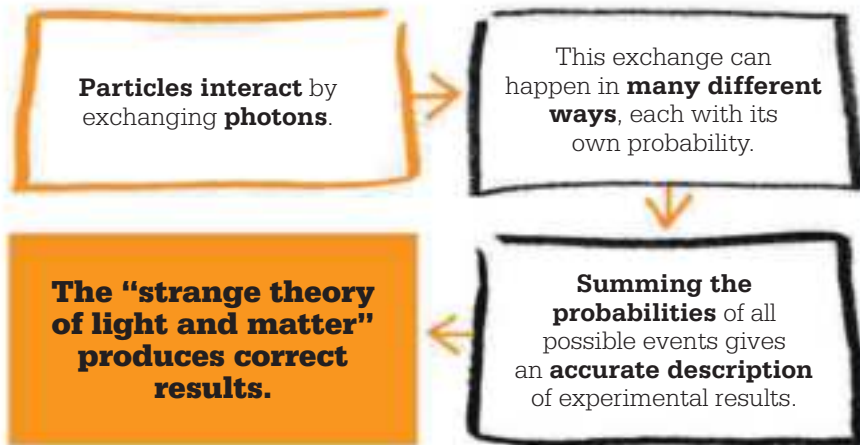 Particles interact by
exchanging photons.
This exchange can
happen in many different
ways, each with its
own probability.
Summing the
probabilities of all
possible events gives
an accurate description
of experimental results.
The “strange theory
of light and matter”
produces correct
results.